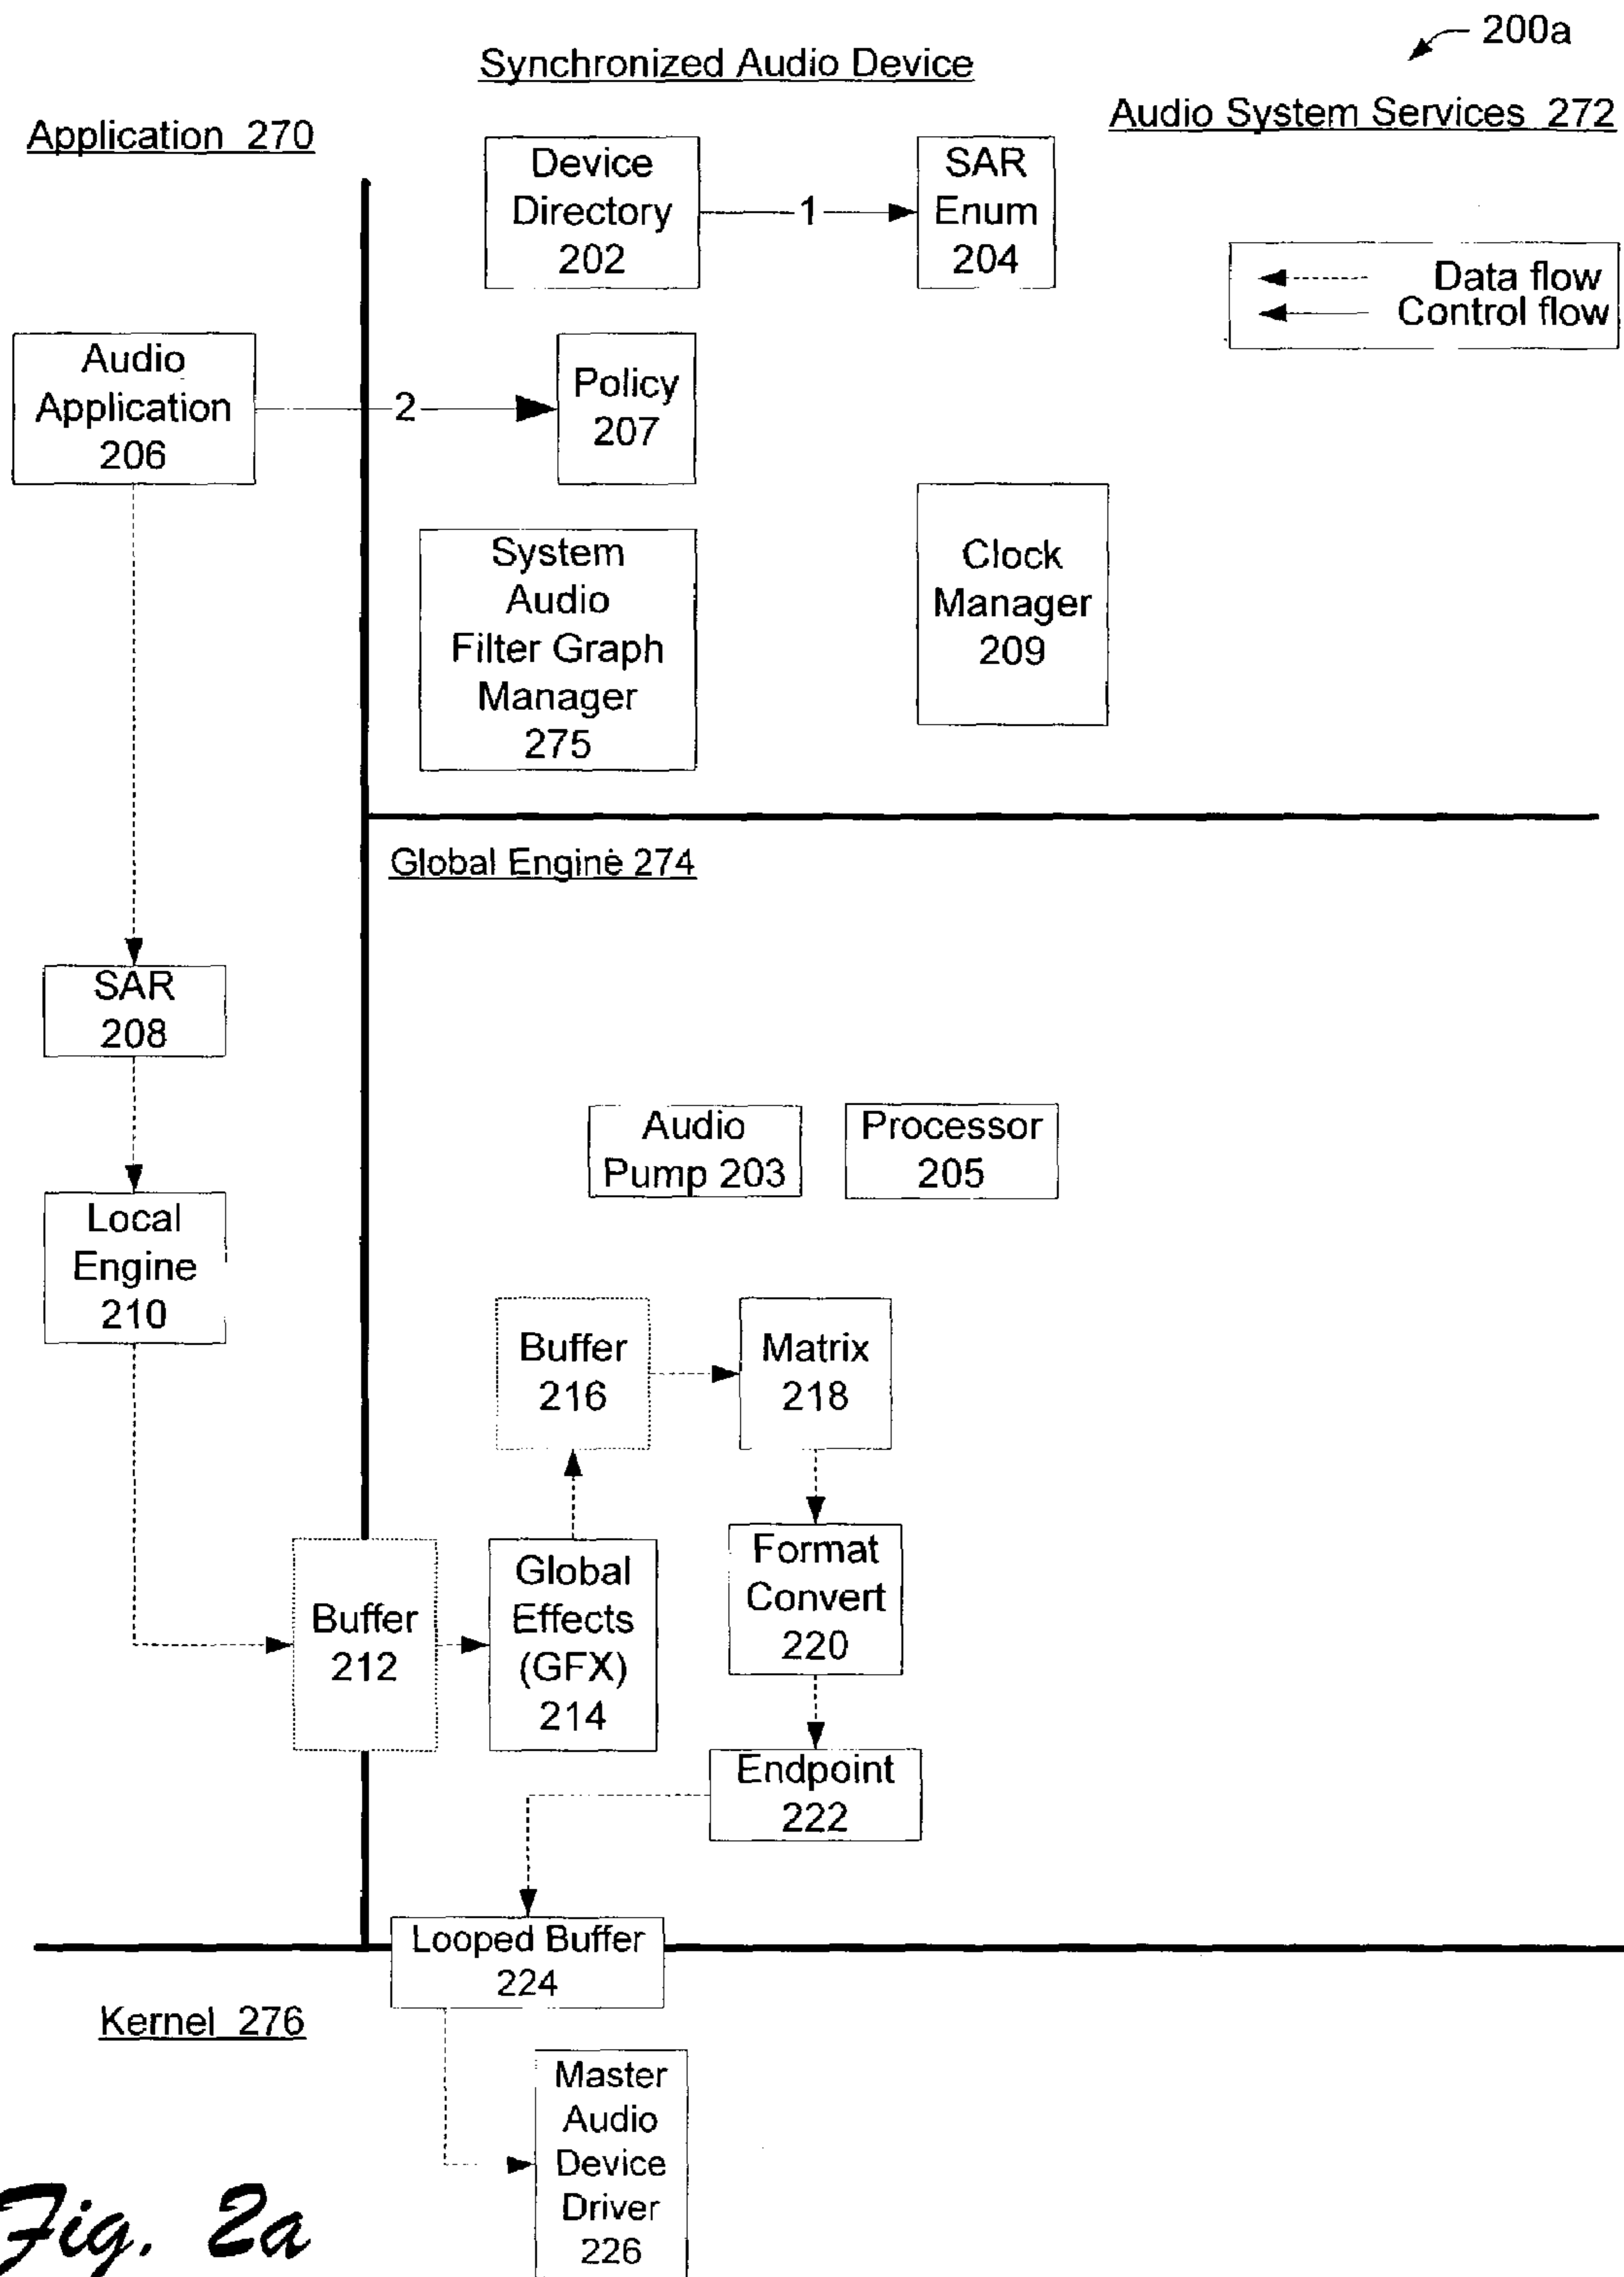 200a
Synchronized Audio Device
Audio System Services 272
Application 270
Device
Directory
202
1
SAR
Enum
204
Data flow
Control flow
Audio
Application
206
2
Policy
207
System
Audio
Filter Graph
Manager
275
Clock
Manager
209
Global Engine 274
SAR
208
Audio
Pump 203
Processor
205
Local
Engine
210
Buffer
216
Matrix
218
Buffer
212
Global
Effects
(GFX)
214
Format
Convert
220
Endpoint
222
Looped Buffer
224
Kernel 276
Master
Audio
Device
Driver
226
Fig. 2a